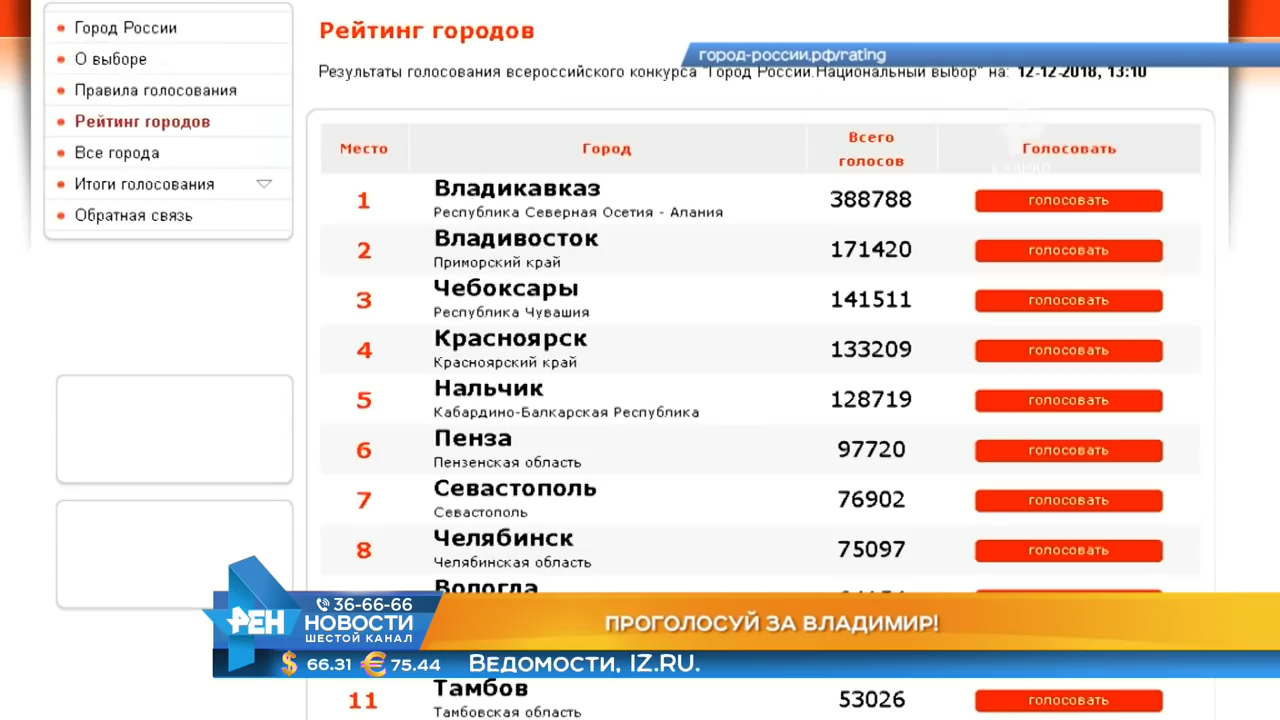 Город России
О выборе
Правила голосования
Рейтинг городов
Все города
Итоги голосования
Обратная связь
Рейтинг городов
город-россии.рф/rating
Результаты голосования всероссийского конкурса "Город России.Национальный выбор" на: 12-12-2018, 13:10
Место Город Всего голосов Голосовать
1 Владикавказ 388788 голосовать
Республика Северная Осетия - Алания
2 Владивосток 171420 голосовать
Приморский край
3 Чебоксары 141511 голосовать
Республика Чувашия
4 Красноярск 133209 голосовать
Красноярский край
5 Нальчик 128719 голосовать
Кабардино-Балкарская Республика
6 Пенза 97720 голосовать
Пензенская область
7 Севастополь 76902 голосовать
Севастополь
8 Челябинск 75097 голосовать
Челябинская область
Вологда
РЕН
36-66-66
НОВОСТИ
ШЕСТОЙ КАНАЛ
ПРОГОЛОСУЙ ЗА ВЛАДИМИР!
$ 66.31 € 75.44 ВЕДОМОСТИ, IZ.RU.
11 Тамбов 53026 голосовать
Тамбовская область